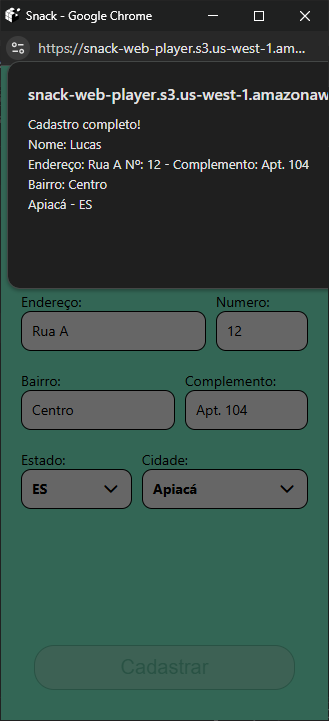 Snack - Google Chrome
https://snack-web-player.s3.us-west-1.am...
snack-web-player.s3.us-west-1.amazonaw
Cadastro completo!
Nome: Lucas
Endereço: Rua A Nº: 12 - Complemento: Apt. 104
Bairro: Centro
Apiacá - ES
Endereço: Numero:
Rua A 12
Bairro: Complemento:
Centro Apt. 104
Estado: Cidade:
ES Apiacá
Cadastrar